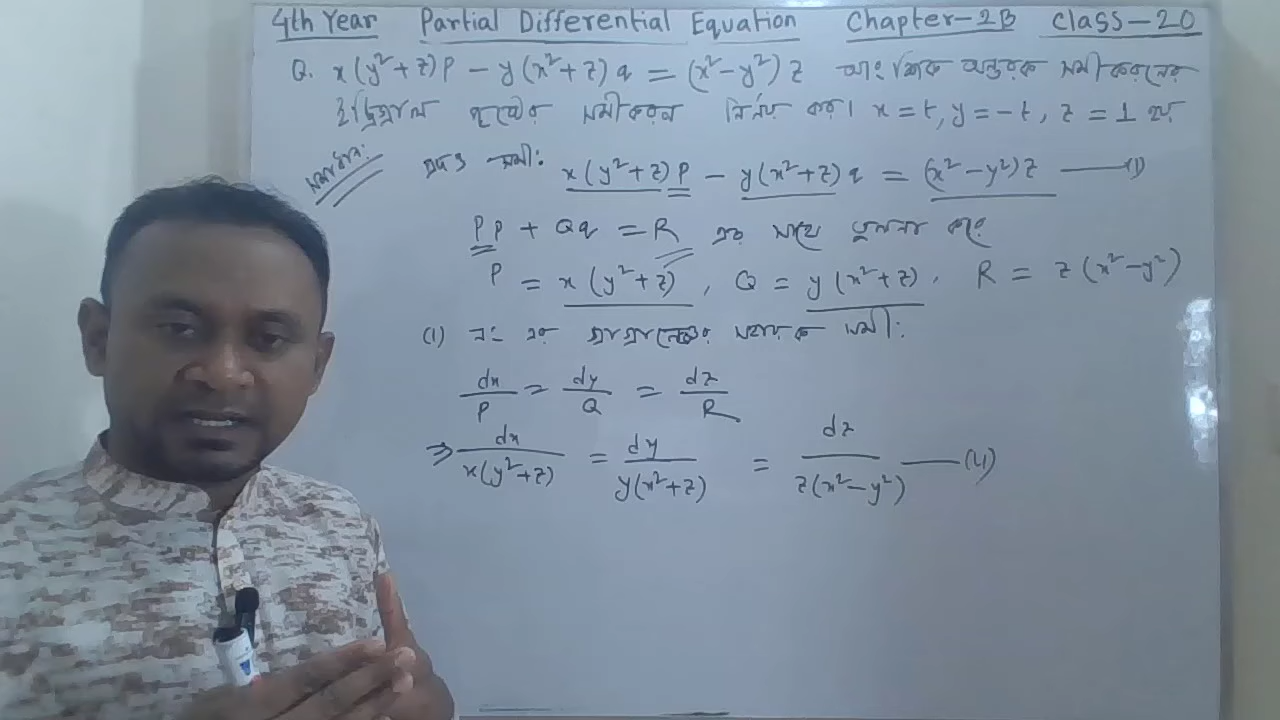 4th Year Partial Differential Equation Chapter-2B Class-20
Q. x(y²+z)p - y(x²+z)q = (x²-y²)z আংশিক অন্তরক সমীকরণের
ইন্টিগ্রাল পৃষ্ঠের সমীকরণ নির্ণয় কর। x=t, y=-t, z=1 হয়
সমাধান:
প্রদত্ত সমী: x(y²+z)p - y(x²+z)q = (x²-y²)z —(1)
Pp + Qq = R এর সাথে তুলনা করে
P = x(y²+z), Q = y(x²+z), R = z(x²-y²)
(1) নং এর সহায়ক সমী:
dx/P = dy/Q = dz/R
⇒ dx/x(y²+z) = dy/y(x²+z) = dz/z(x²-y²) —(11)